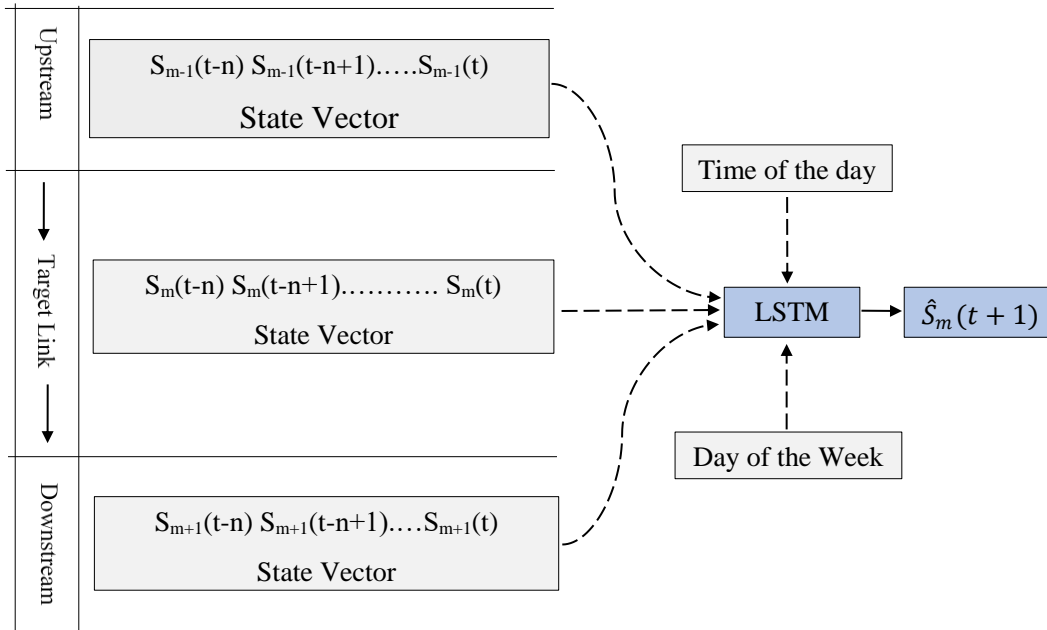 Upstream
S_{m-1}(t-n) S_{m-1}(t-n+1).….S_{m-1}(t)
State Vector
Target Link
S_m(t-n) S_m(t-n+1)………. S_m(t)
State Vector
Downstream
S_{m+1}(t-n) S_{m+1}(t-n+1).…S_{m+1}(t)
State Vector
Time of the day
LSTM
Ŝ_m(t + 1)
Day of the Week